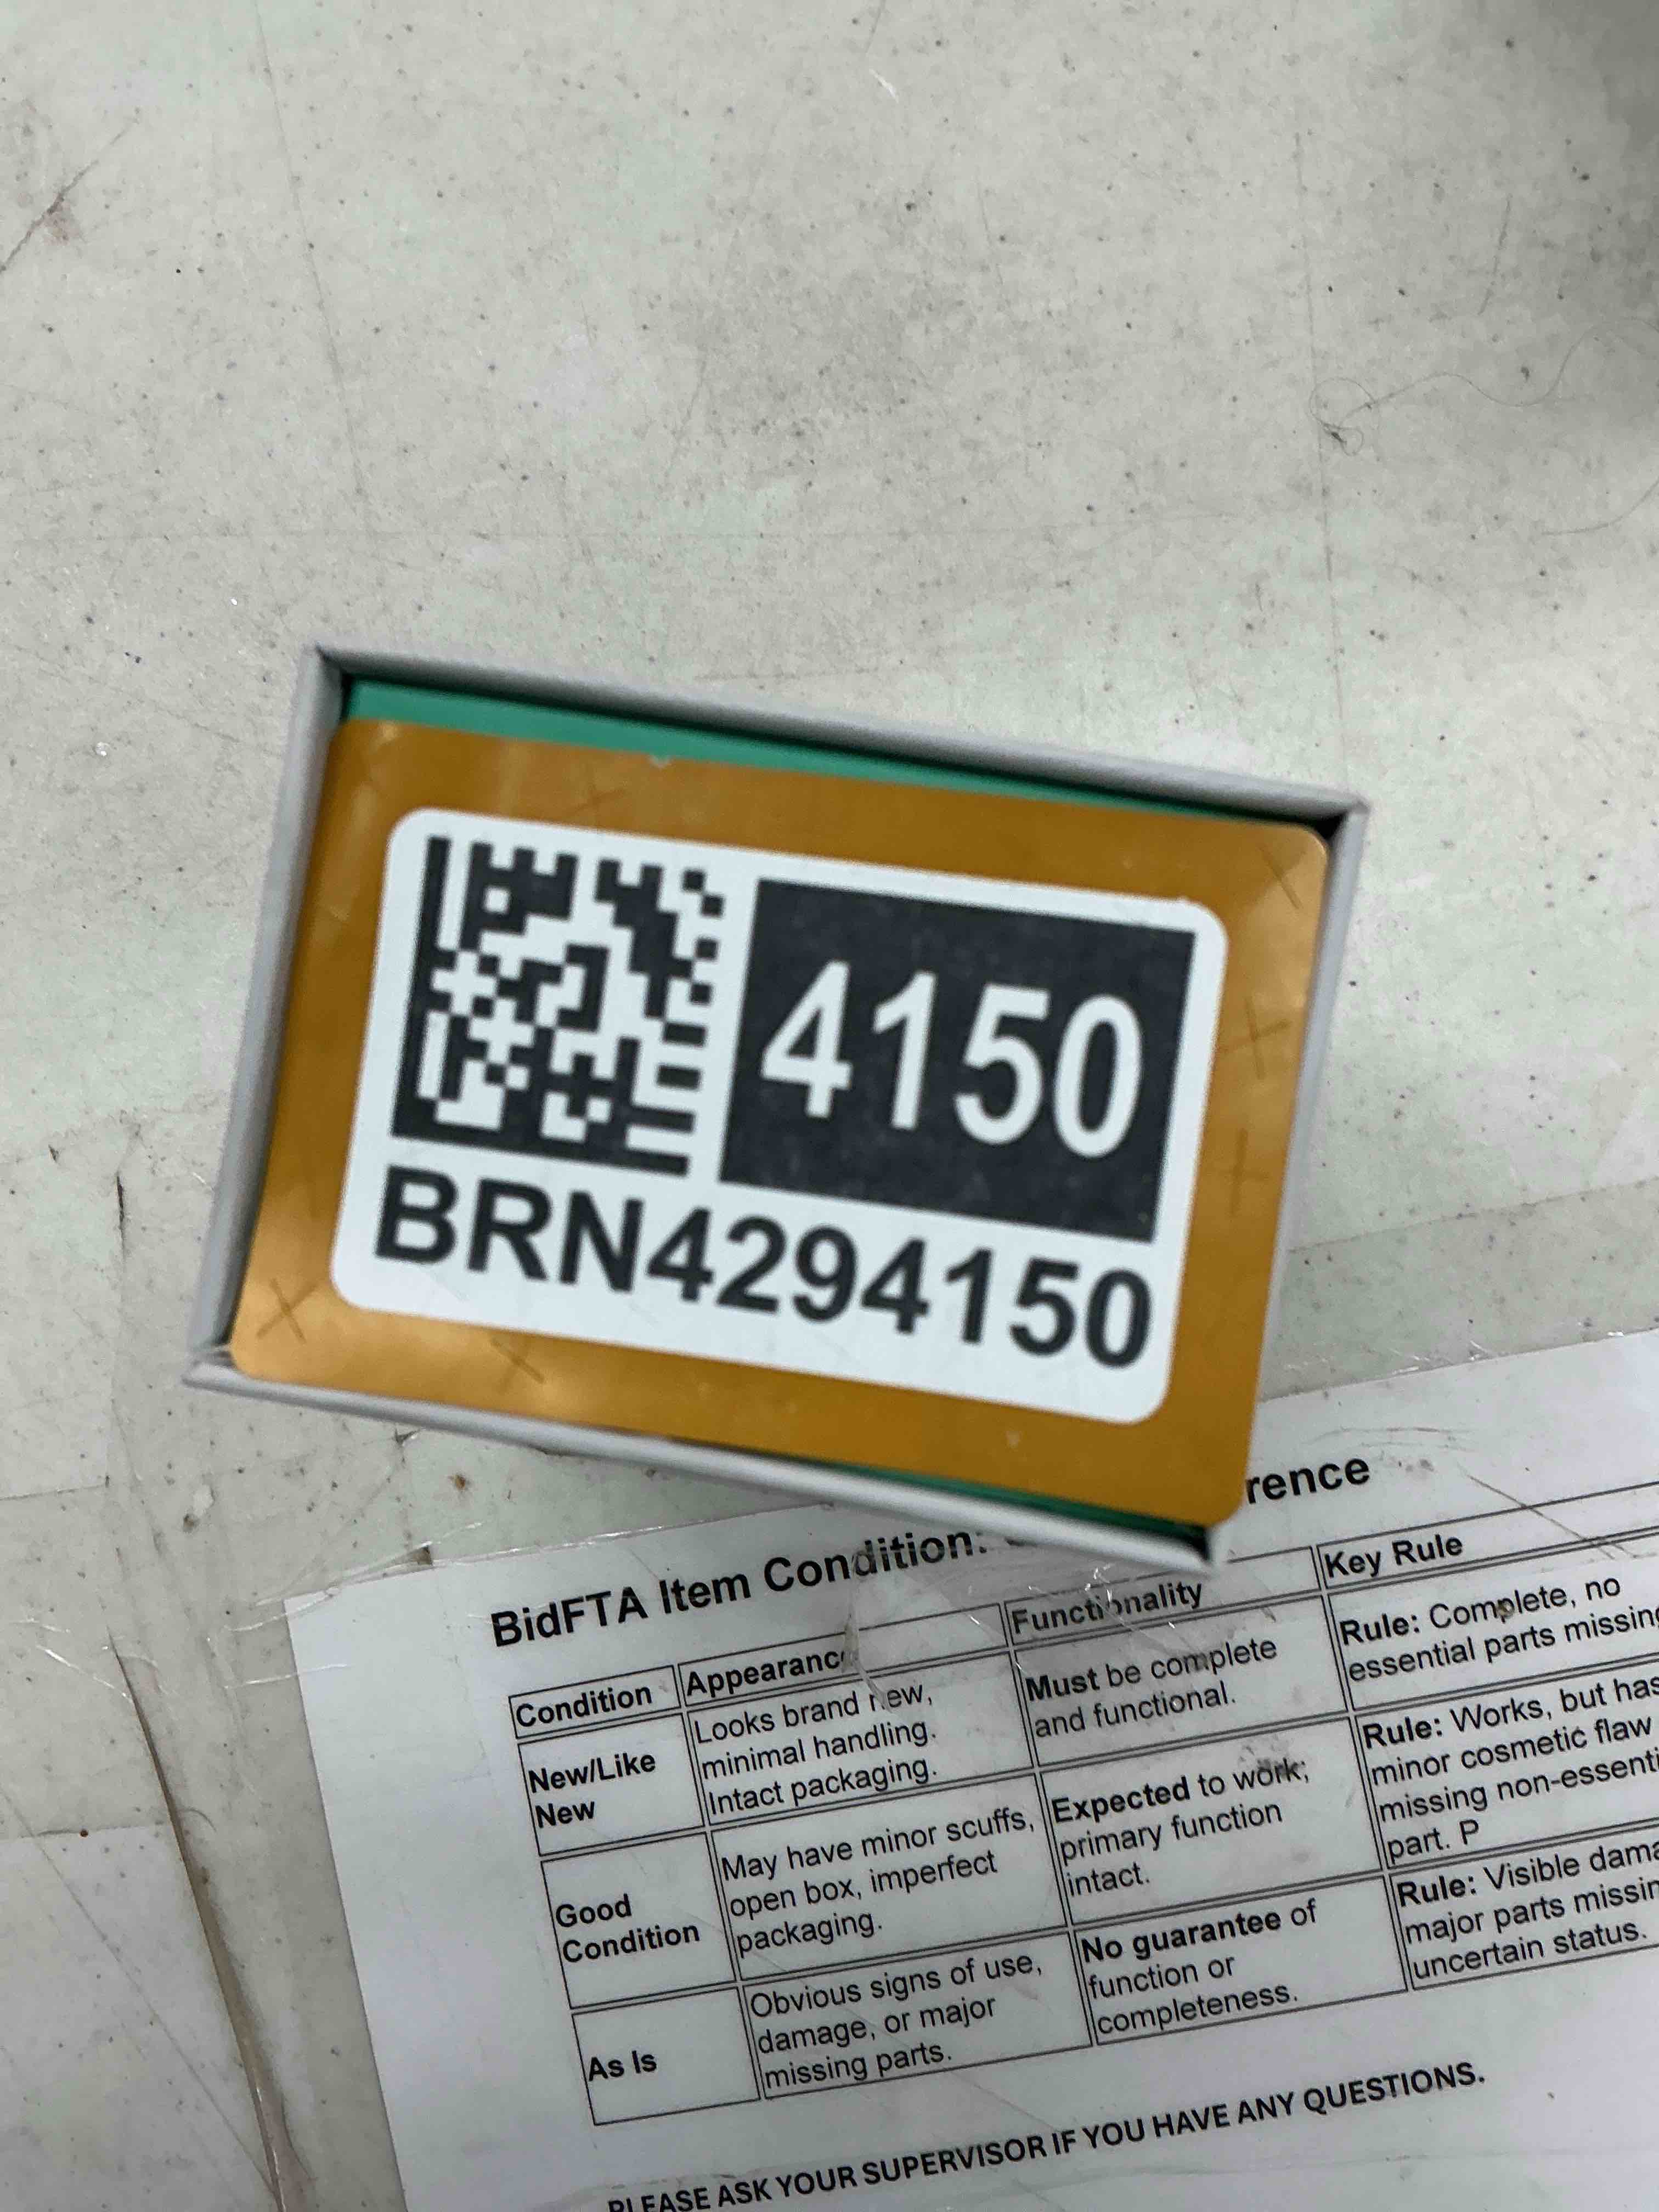 4150
BRN4294150
BidFTA Item Condition: rence
Condition Appearance Functionality Key Rule
New/Like New
Looks brand new, minimal handling. Intact packaging.
Must be complete and functional.
Rule: Complete, no essential parts missing
Good Condition
May have minor scuffs, open box, imperfect packaging.
Expected to work; primary function intact.
Rule: Works, but has minor cosmetic flaw missing non-essenti part. P
As Is
Obvious signs of use, damage, or major missing parts.
No guarantee of function or completeness.
Rule: Visible dama major parts missin uncertain status.
PLEASE ASK YOUR SUPERVISOR IF YOU HAVE ANY QUESTIONS.